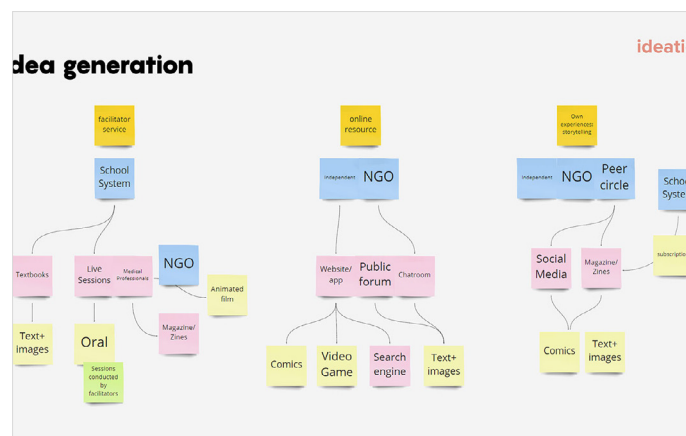 ideati
dea generation
facilitator
service
online
resource
Own
experiences:
storytelling
School
System
independent
NGO
independent
NGO
Peer
circle
Schoo
Syste
Textbooks
Live
Sessions
Medical
Professionals
NGO
Animated
film
Magazine/
Zines
Website/
app
Public
forum
Chatroom
Social
Media
Magazine/
Zines
subscription
Text+
images
Oral
Sessions
conducted
by
facilitators
Comics
Video
Game
Search
engine
Text+
images
Comics
Text+
images